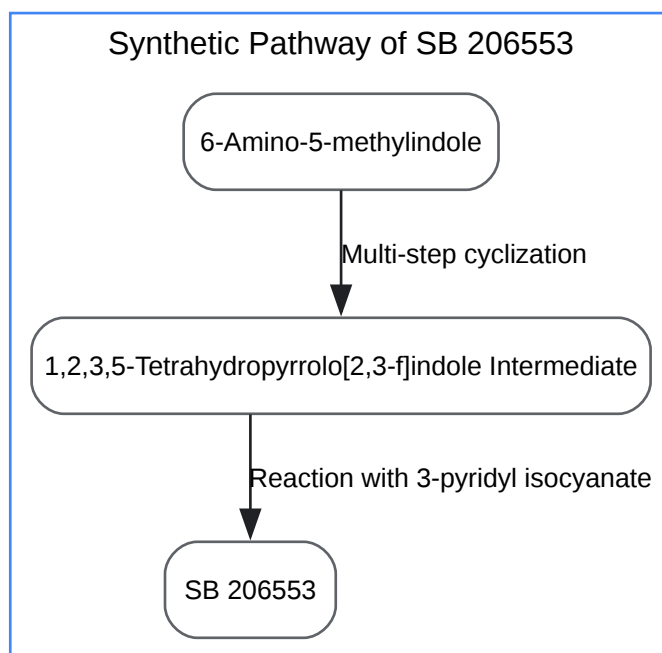 Synthetic Pathway of SB 206553
6-Amino-5-methylindole
Multi-step cyclization
1,2,3,5-Tetrahydropyrrolo[2,3-f]indole Intermediate
Reaction with 3-pyridyl isocyanate
SB 206553